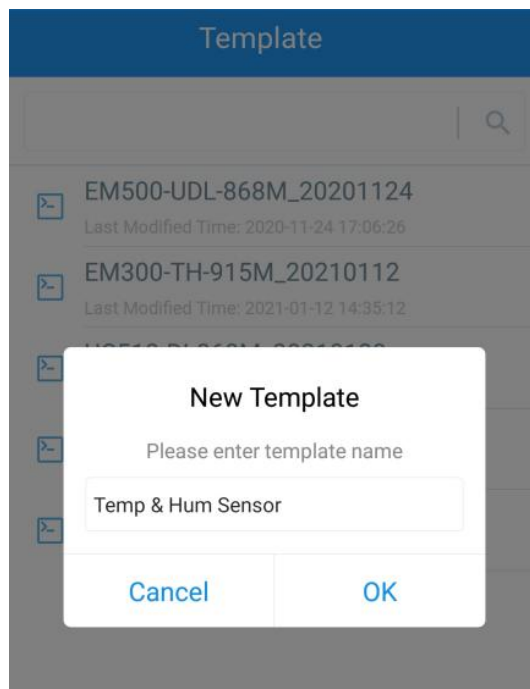 Template
EM500-UDL-868M_20201124
Last Modified Time: 2020-11-24 17:06:26
EM300-TH-915M_20210112
Last Modified Time: 2021-01-12 14:35:12
New Template
Please enter template name
Temp & Hum Sensor
Cancel
OK